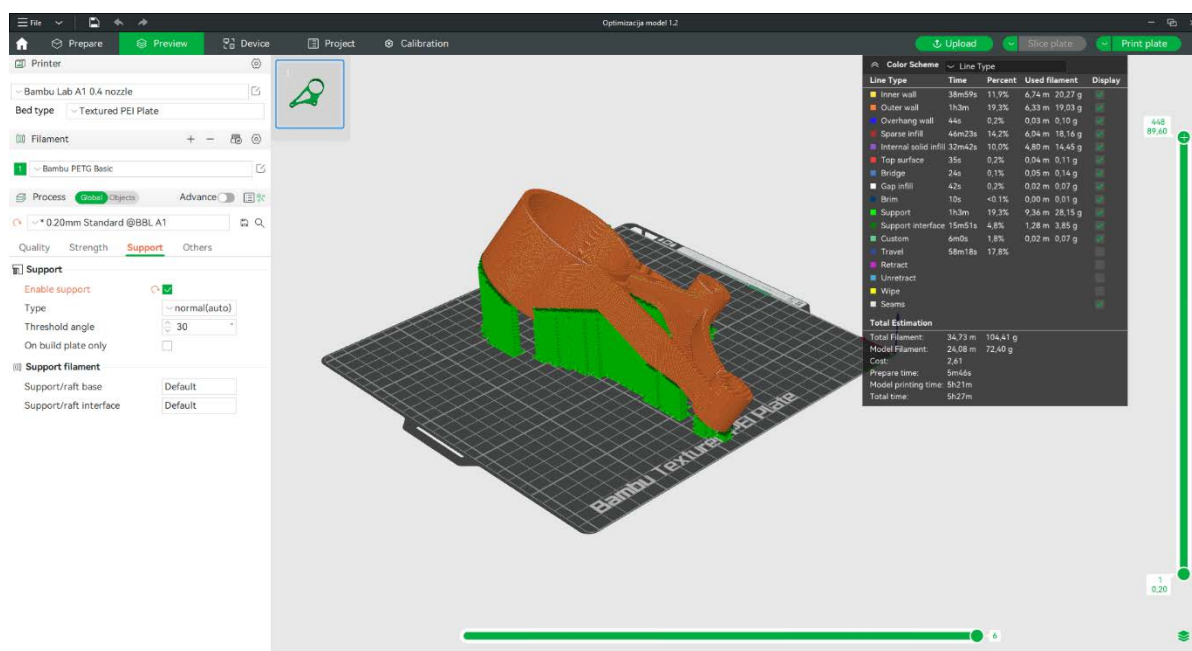 File
Optimizacija model 1.2
Prepare
Preview
Device
Project
Calibration
Upload
Slice plate
Print plate
Printer
Bambu Lab A1 0.4 nozzle
Bed type Textured PEI Plate
Filament
1 Bambu PETG Basic
Process Global Objects Advance
* 0.20mm Standard @BBL A1
Quality Strength Support Others
Support
Enable support
Type normal(auto)
Threshold angle 30
On build plate only
Support filament
Support/raft base Default
Support/raft interface Default
Bambu Textured PEI Plate
Color Scheme Line Type
Line Type Time Percent Used filament Display
Inner wall 38m59s 11,9% 6,74 m 20,27 g
Outer wall 1h3m 19,3% 6,33 m 19,03 g
Overhang wall 44s 0,2% 0,03 m 0,10 g
Sparse infill 46m23s 14,2% 6,04 m 18,16 g
Internal solid infill 32m42s 10,0% 4,80 m 14,45 g
Top surface 35s 0,2% 0,04 m 0,11 g
Bridge 24s 0,1% 0,05 m 0,14 g
Gap infill 42s 0,2% 0,02 m 0,07 g
Brim 10s <0.1% 0,00 m 0,01 g
Support 1h3m 19,3% 9,36 m 28,15 g
Support interface 15m51s 4,8% 1,28 m 3,85 g
Custom 6m0s 1,8% 0,02 m 0,07 g
Travel 58m18s 17,8%
Retract
Unretract
Wipe
Seams
Total Estimation
Total Filament: 34,73 m 104,41 g
Model Filament: 24,08 m 72,40 g
Cost: 2,61
Prepare time: 5m46s
Model printing time: 5h21m
Total time: 5h27m
448
89,60
1
0,20
6